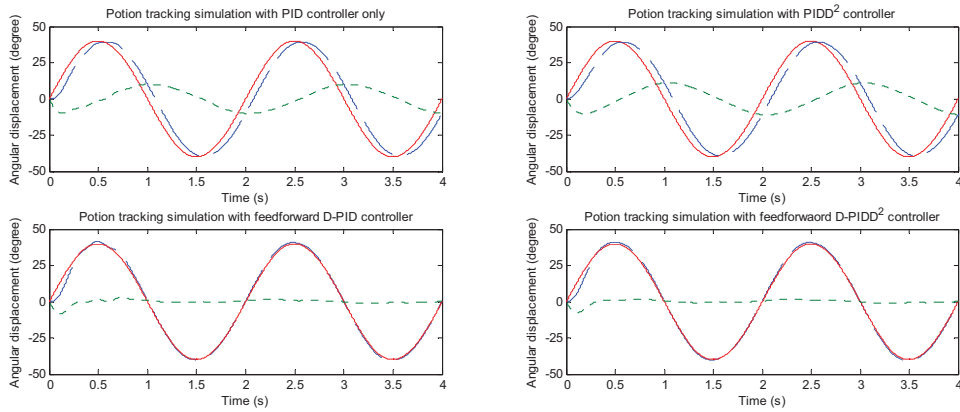 Potion tracking simulation with PID controller only
Angular displacement (degree)
50
25
0
-25
-50
0 0.5 1 1.5 2 2.5 3 3.5 4
Time (s)
Potion tracking simulation with PIDD² controller
Angular displacement (degree)
50
25
0
-25
-50
0 0.5 1 1.5 2 2.5 3 3.5 4
Time (s)
Potion tracking simulation with feedforward D-PID controller
Angular displacement (degree)
50
25
0
-25
-50
0 0.5 1 1.5 2 2.5 3 3.5 4
Time (s)
Potion tracking simulation with feedfowaord D-PIDD² controller
Angular displacement (degree)
50
25
0
-25
-50
0 0.5 1 1.5 2 2.5 3 3.5 4
Time (s)